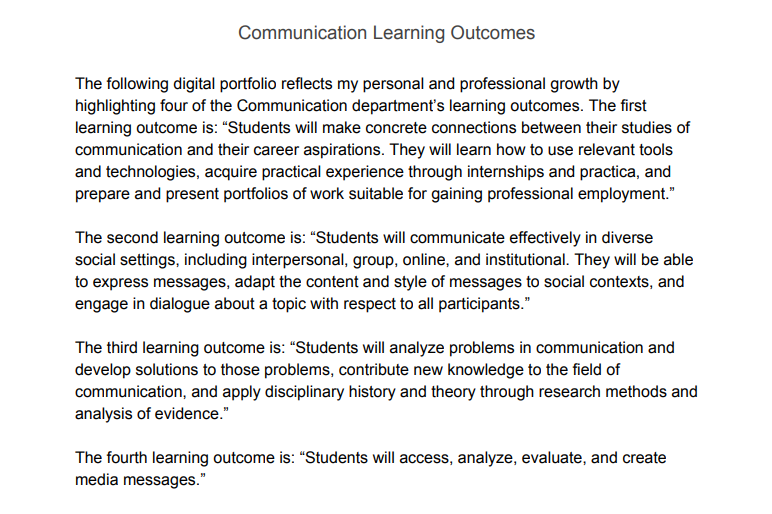 Communication Learning Outcomes
The following digital portfolio reflects my personal and professional growth by
highlighting four of the Communication department’s learning outcomes. The first
learning outcome is: “Students will make concrete connections between their studies of
communication and their career aspirations. They will learn how to use relevant tools
and technologies, acquire practical experience through internships and practica, and
prepare and present portfolios of work suitable for gaining professional employment.”
The second learning outcome is: “Students will communicate effectively in diverse
social settings, including interpersonal, group, online, and institutional. They will be able
to express messages, adapt the content and style of messages to social contexts, and
engage in dialogue about a topic with respect to all participants.”
The third learning outcome is: “Students will analyze problems in communication and
develop solutions to those problems, contribute new knowledge to the field of
communication, and apply disciplinary history and theory through research methods and
analysis of evidence.”
The fourth learning outcome is: “Students will access, analyze, evaluate, and create
media messages.”